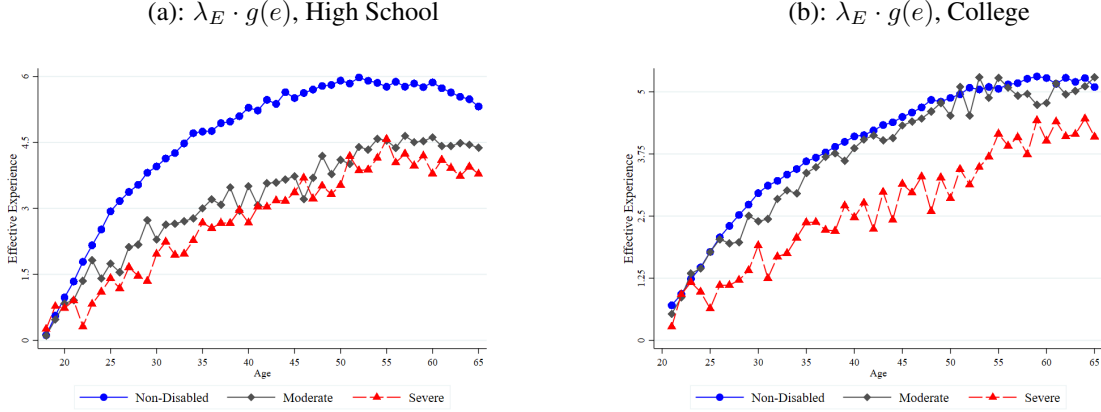 (a): λ_E · g(e), High School
Effective Experience
6
4.5
3
1.5
0
20 25 30 35 40 45 50 55 60 65
Age
Non-Disabled Moderate Severe
(b): λ_E · g(e), College
Effective Experience
5
3.75
2.5
1.25
0
20 25 30 35 40 45 50 55 60 65
Age
Non-Disabled Moderate Severe